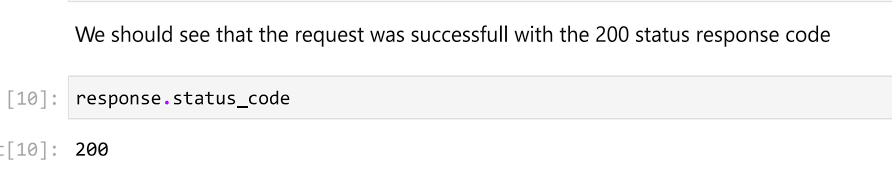 We should see that the request was successfull with the 200 status response code
[10]: response.status_code
t[10]: 200